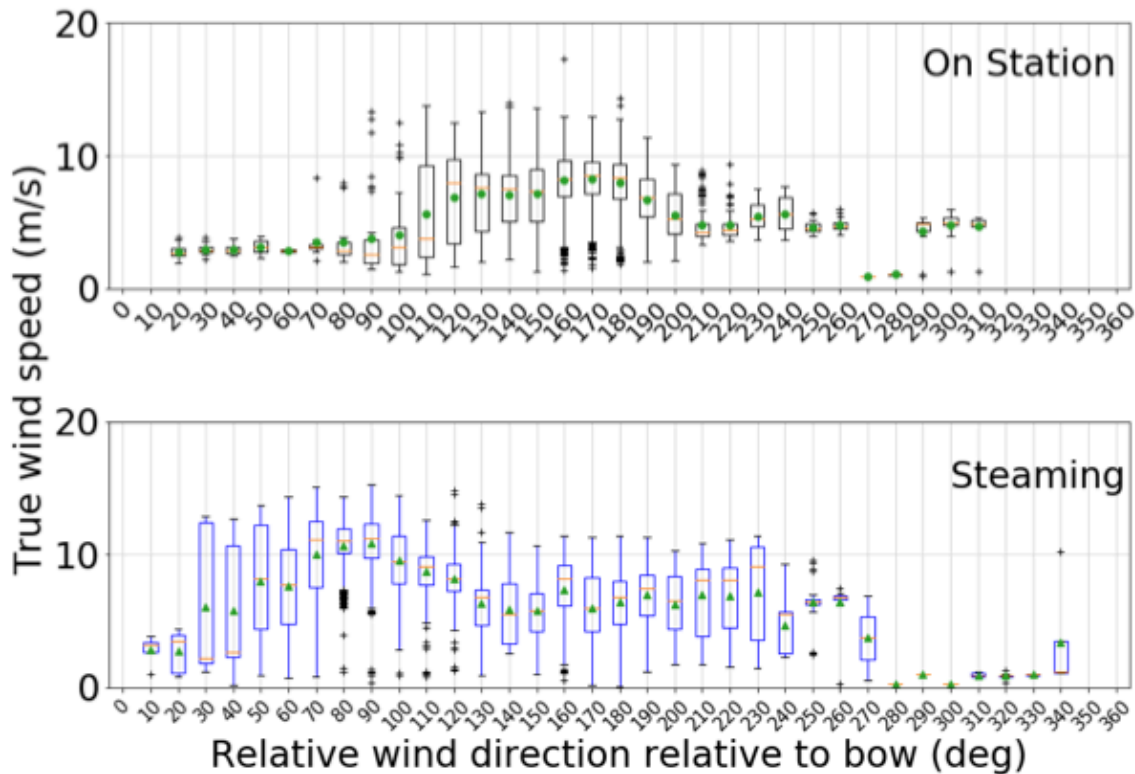 True wind speed (m/s)
20
10
0
On Station
0 10 20 30 40 50 60 70 80 90 100 110 120 130 140 150 160 170 180 190 200 210 220 230 240 250 260 270 280 290 300 310 320 330 340 350 360
20
10
0
Steaming
0 10 20 30 40 50 60 70 80 90 100 110 120 130 140 150 160 170 180 190 200 210 220 230 240 250 260 270 280 290 300 310 320 330 340 350 360
Relative wind direction relative to bow (deg)